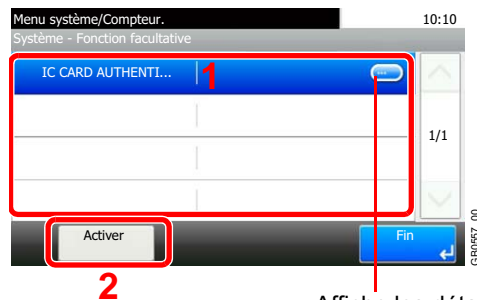 Menu système/Compteur. 10:10
Système - Fonction facultative
IC CARD AUTHENTI... 1
1/1
Activer Fin
2
GB0557_00